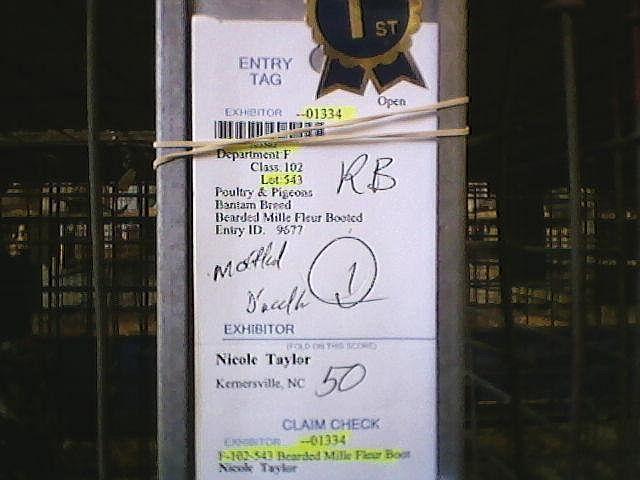 1
ST
ENTRY
TAG
Open
EXHIBITOR --01334
Department F
Class 102
Lot 543
RB
Poultry & Pigeons
Bantam Breed
Bearded Mille Fleur Booted
Entry ID. 9677
Mottled
D'uccle
1
EXHIBITOR
(FOLD ON THIS SCORE)
Nicole Taylor
Kernersville, NC
50
CLAIM CHECK
EXHIBITOR --01334
F-102-543 Bearded Mille Fleur Boot
Nicole Taylor